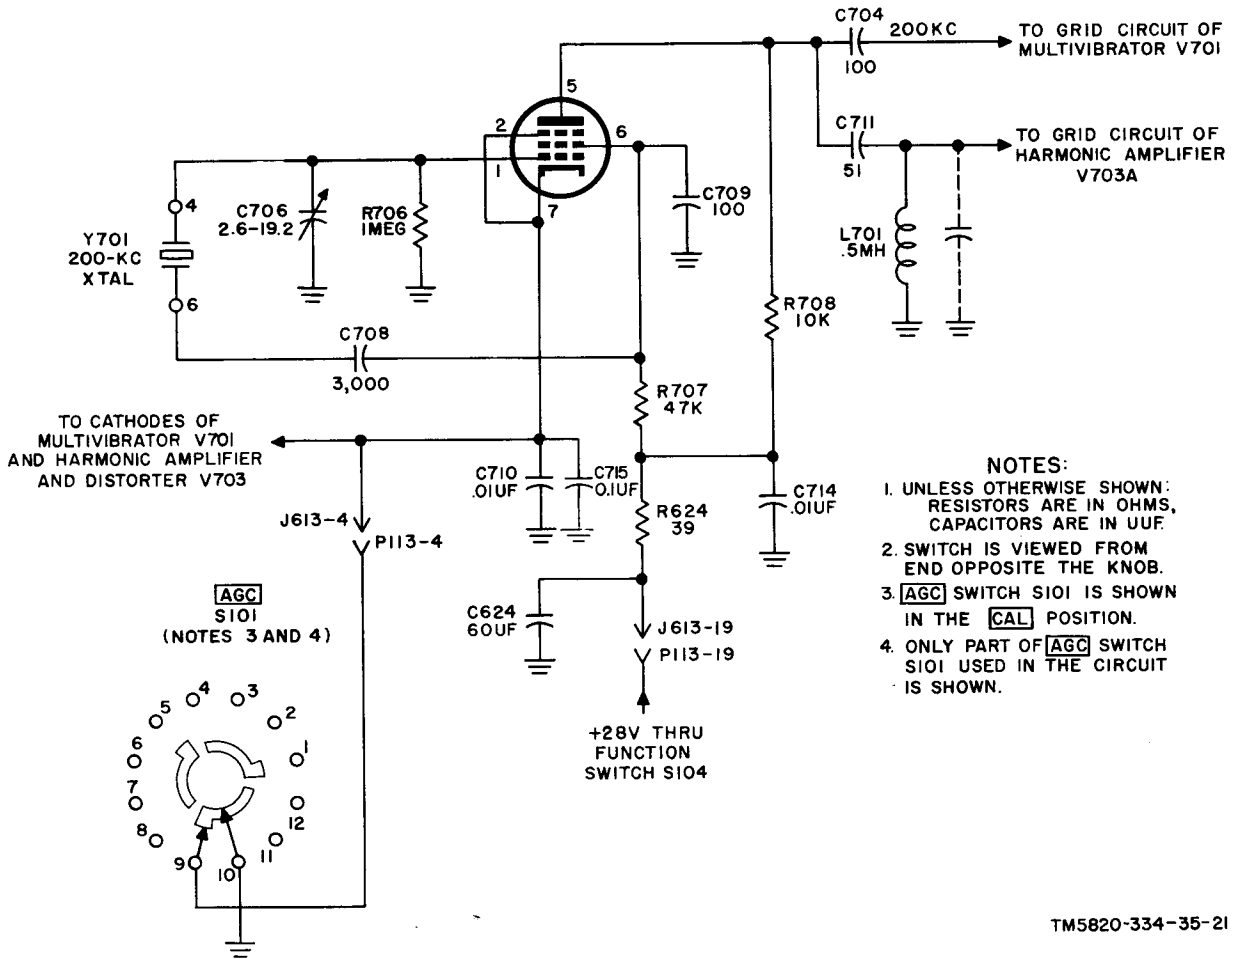 C704
200KC
100
TO GRID CIRCUIT OF
MULTIVIBRATOR V701
5
2
6
1
7
C711
51
TO GRID CIRCUIT OF
HARMONIC AMPLIFIER
V703A
C709
100
4
C706
2.6-19.2
R706
1MEG
Y701
200-KC
XTAL
6
L701
.5MH
R708
10K
C708
3,000
R707
47K
TO CATHODES OF
MULTIVIBRATOR V701
AND HARMONIC AMPLIFIER
AND DISTORTER V703
C710
.01UF
C715
0.1UF
C714
.01UF
J613-4
P113-4
R624
39
C624
60UF
J613-19
P113-19
+28V THRU
FUNCTION
SWITCH S104
AGC
S101
(NOTES 3 AND 4)
4
3
5
2
6
1
7
12
8
11
9
10
NOTES:
1. UNLESS OTHERWISE SHOWN:
RESISTORS ARE IN OHMS,
CAPACITORS ARE IN UUF.
2. SWITCH IS VIEWED FROM
END OPPOSITE THE KNOB.
3. AGC SWITCH S101 IS SHOWN
IN THE CAL POSITION.
4. ONLY PART OF AGC SWITCH
S101 USED IN THE CIRCUIT
IS SHOWN.
TM5820-334-35-21